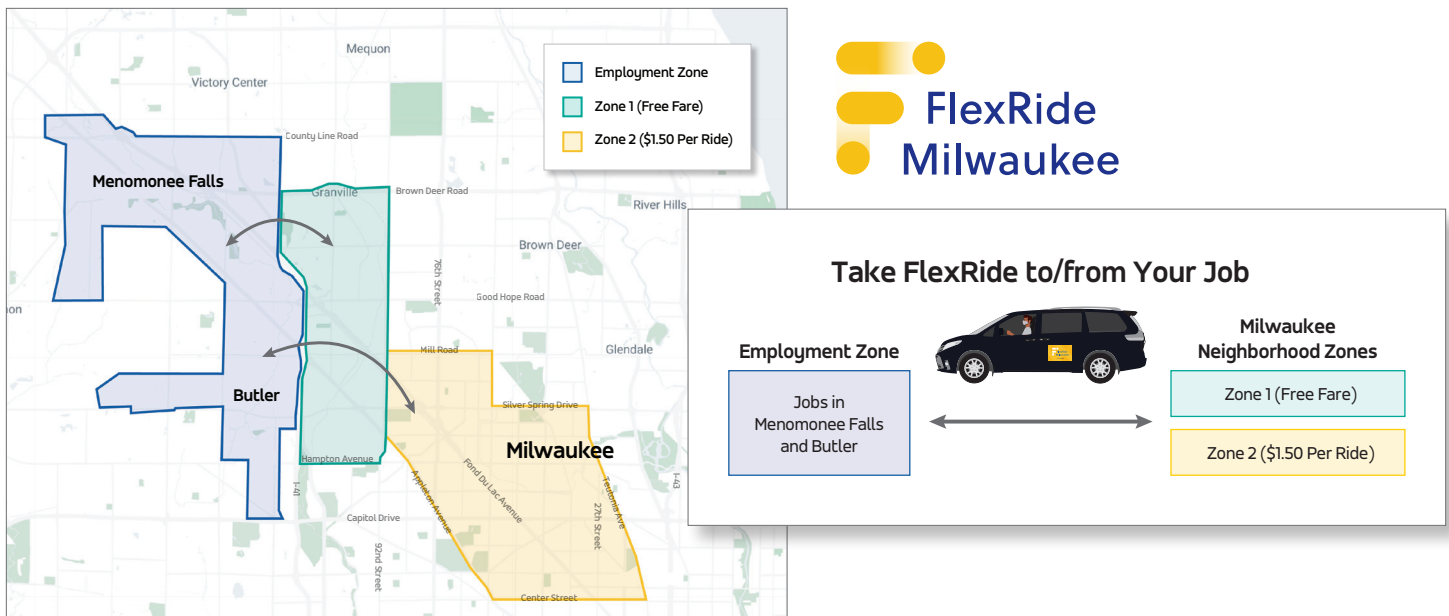 Mequon
Victory Center
Employment Zone
Zone 1 (Free Fare)
Zone 2 ($1.50 Per Ride)
County Line Road
Menomonee Falls
Granville
Brown Deer Road
River Hills
Brown Deer
76th Street
Good Hope Road
on
Mill Road
Glendale
Butler
Silver Spring Drive
Milwaukee
Hampton Avenue
Appleton Avenue
Fond Du Lac Avenue
Teutonia Ave
27th Street
I-43
I-41
Capitol Drive
92nd Street
Center Street
FlexRide
Milwaukee
Take FlexRide to/from Your Job
Employment Zone
Jobs in
Menomonee Falls
and Butler
Milwaukee
Neighborhood Zones
Zone 1 (Free Fare)
Zone 2 ($1.50 Per Ride)